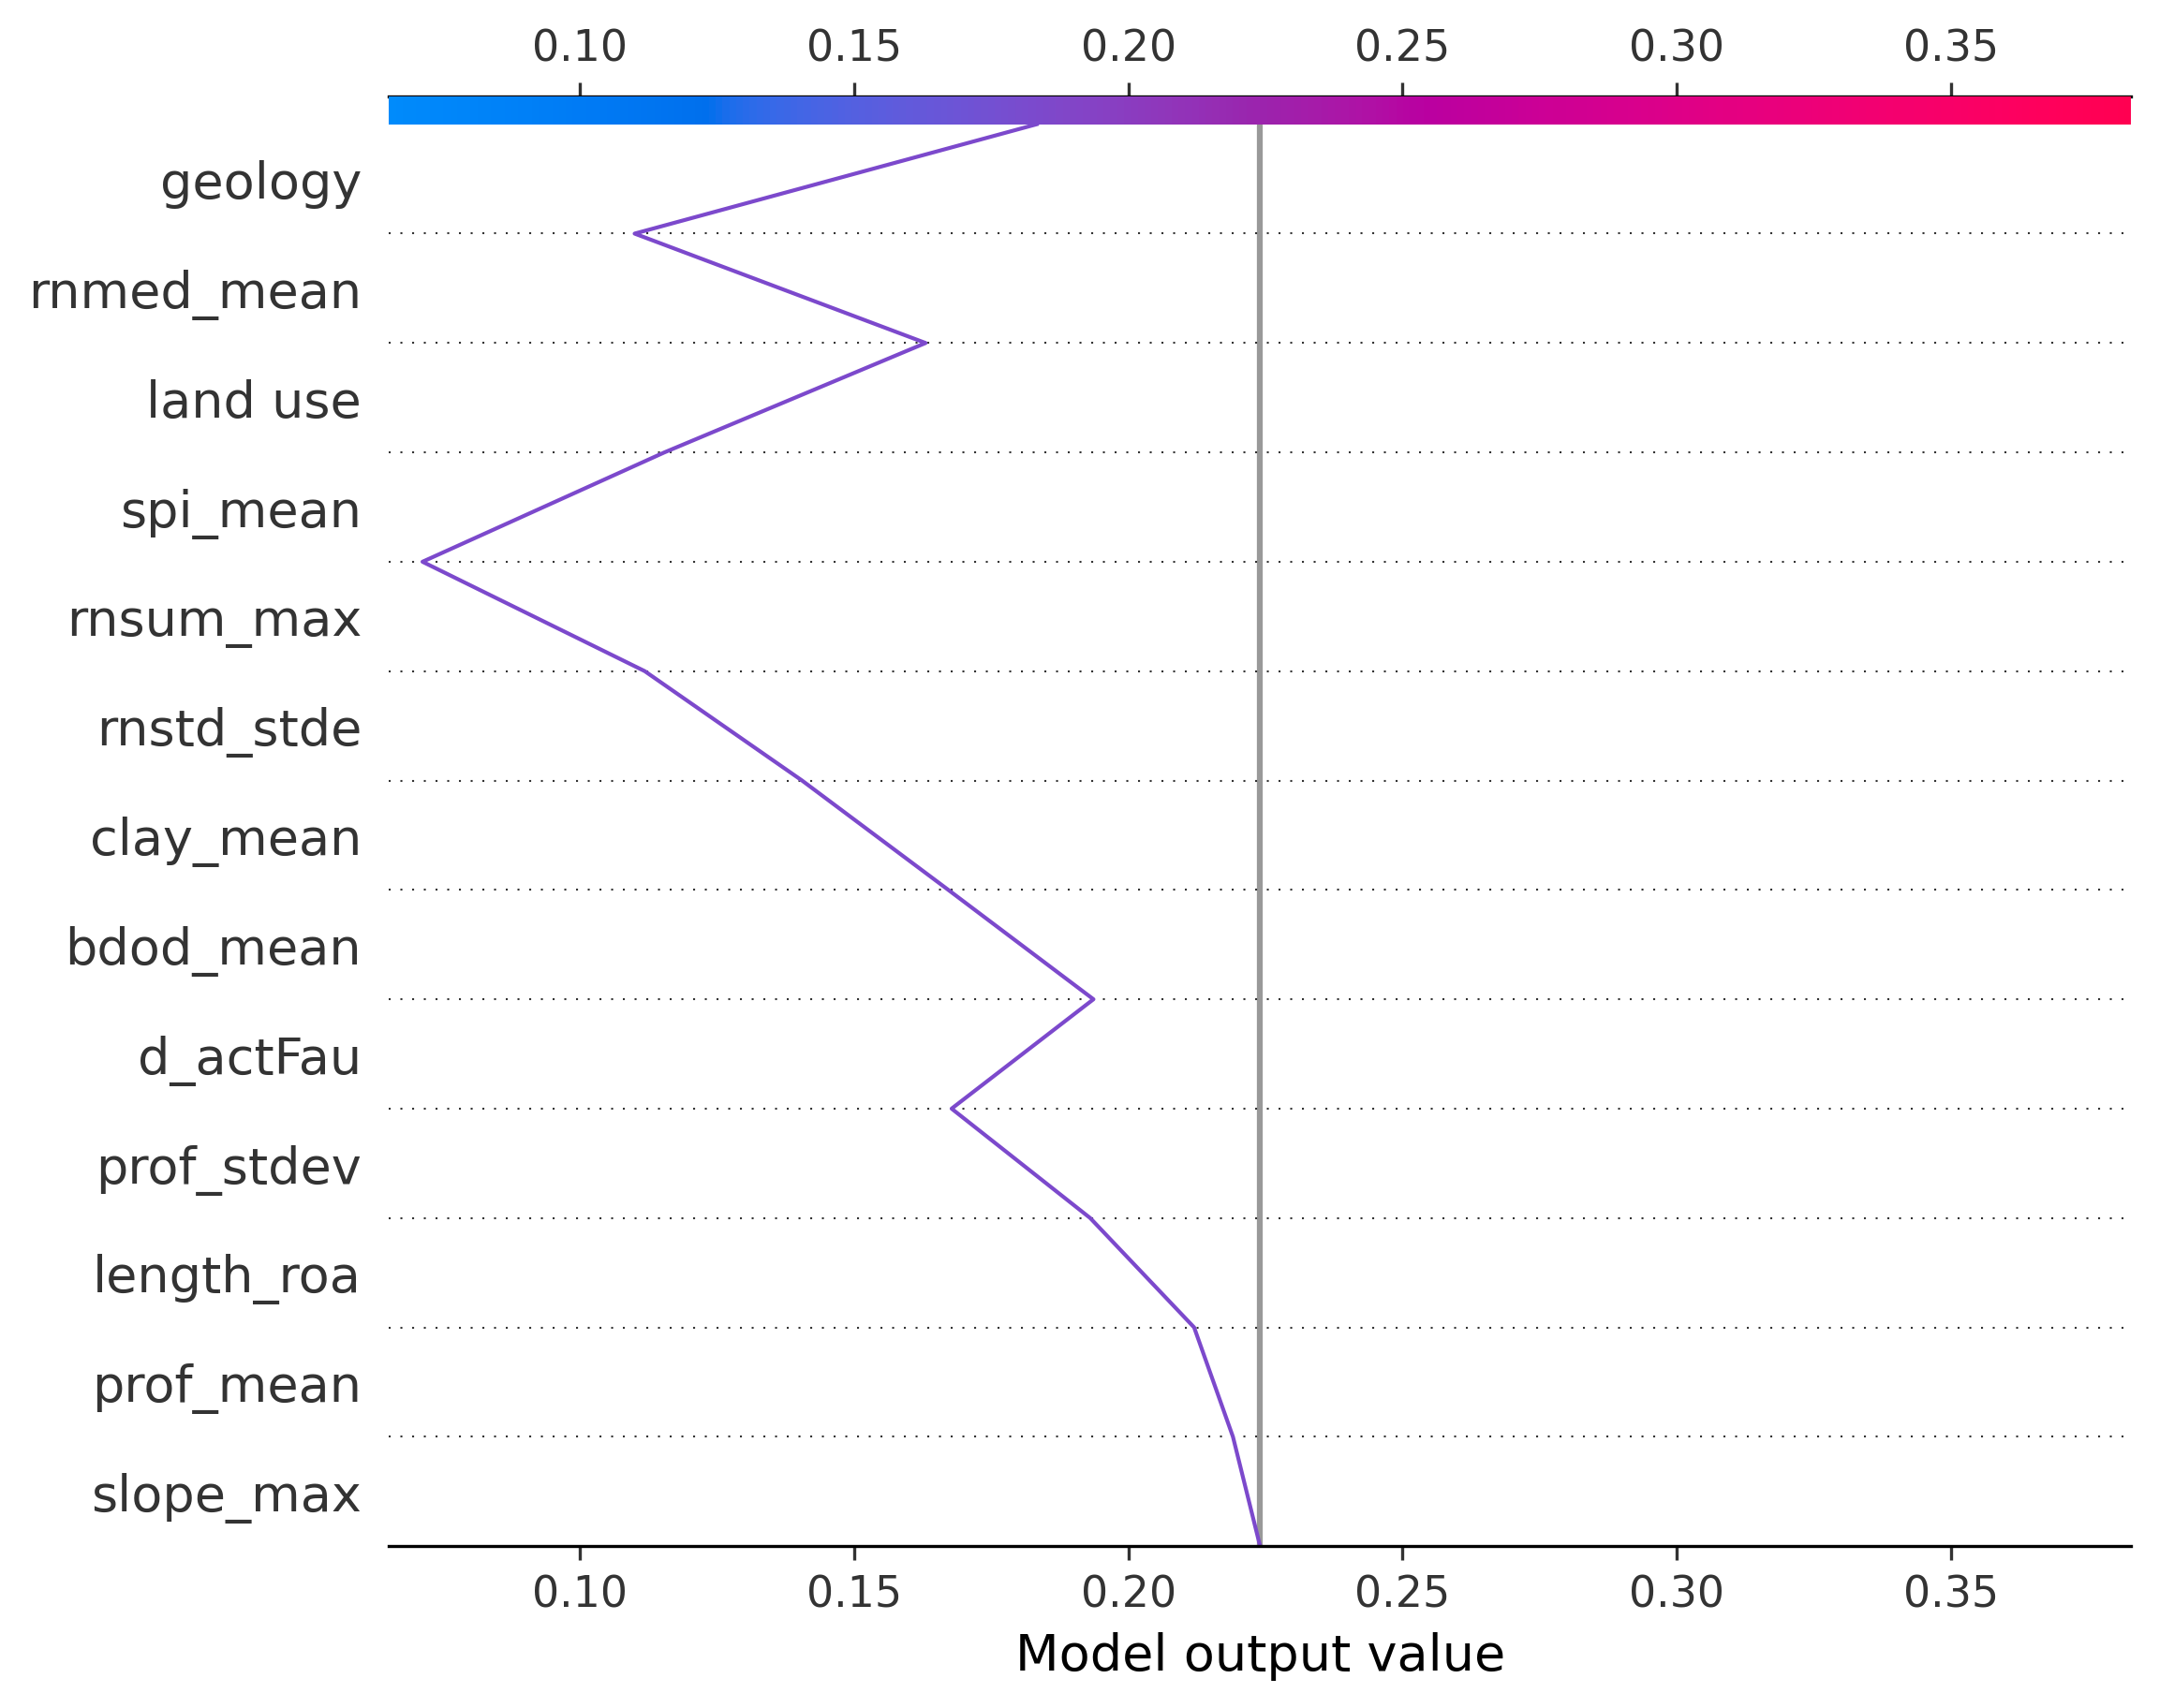 0.10 0.15 0.20 0.25 0.30 0.35
geology
rnmed_mean
land use
spi_mean
rnsum_max
rnstd_stde
clay_mean
bdod_mean
d_actFau
prof_stdev
length_roa
prof_mean
slope_max
0.10 0.15 0.20 0.25 0.30 0.35
Model output value